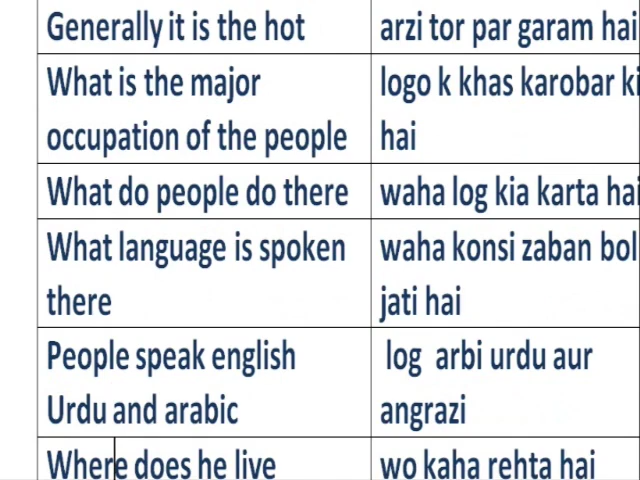 Generally it is the hot
arzi tor par garam hai
What is the major
occupation of the people
logo k khas karobar ki
hai
What do people do there
waha log kia karta hai
What language is spoken
there
waha konsi zaban bol
jati hai
People speak english
Urdu and arabic
log arbi urdu aur
angrazi
Where does he live
wo kaha rehta hai